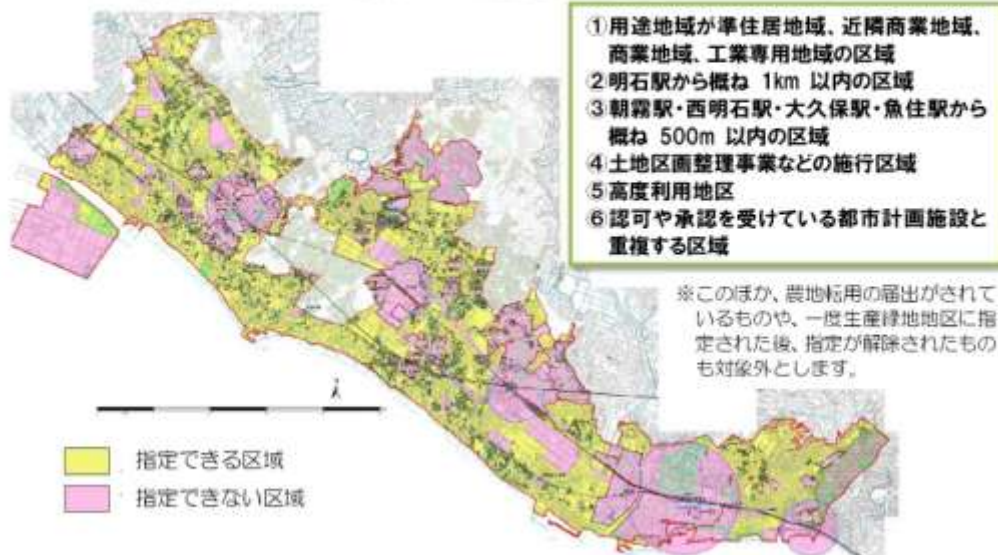 ①用途地域が準住居地域、近隣商業地域、
商業地域、工業専用地域の区域
②明石駅から概ね 1km 以内の区域
③朝霧駅・西明石駅・大久保駅・魚住駅から
概ね 500m 以内の区域
④土地区画整理事業などの施行区域
⑤高度利用地区
⑥認可や承認を受けている都市計画施設と
重複する区域
※このほか、農地転用の届出がされて
いるものや、一度生産緑地地区に指
定された後、指定が解除されたもの
も対象外とします。
指定できる区域
指定できない区域